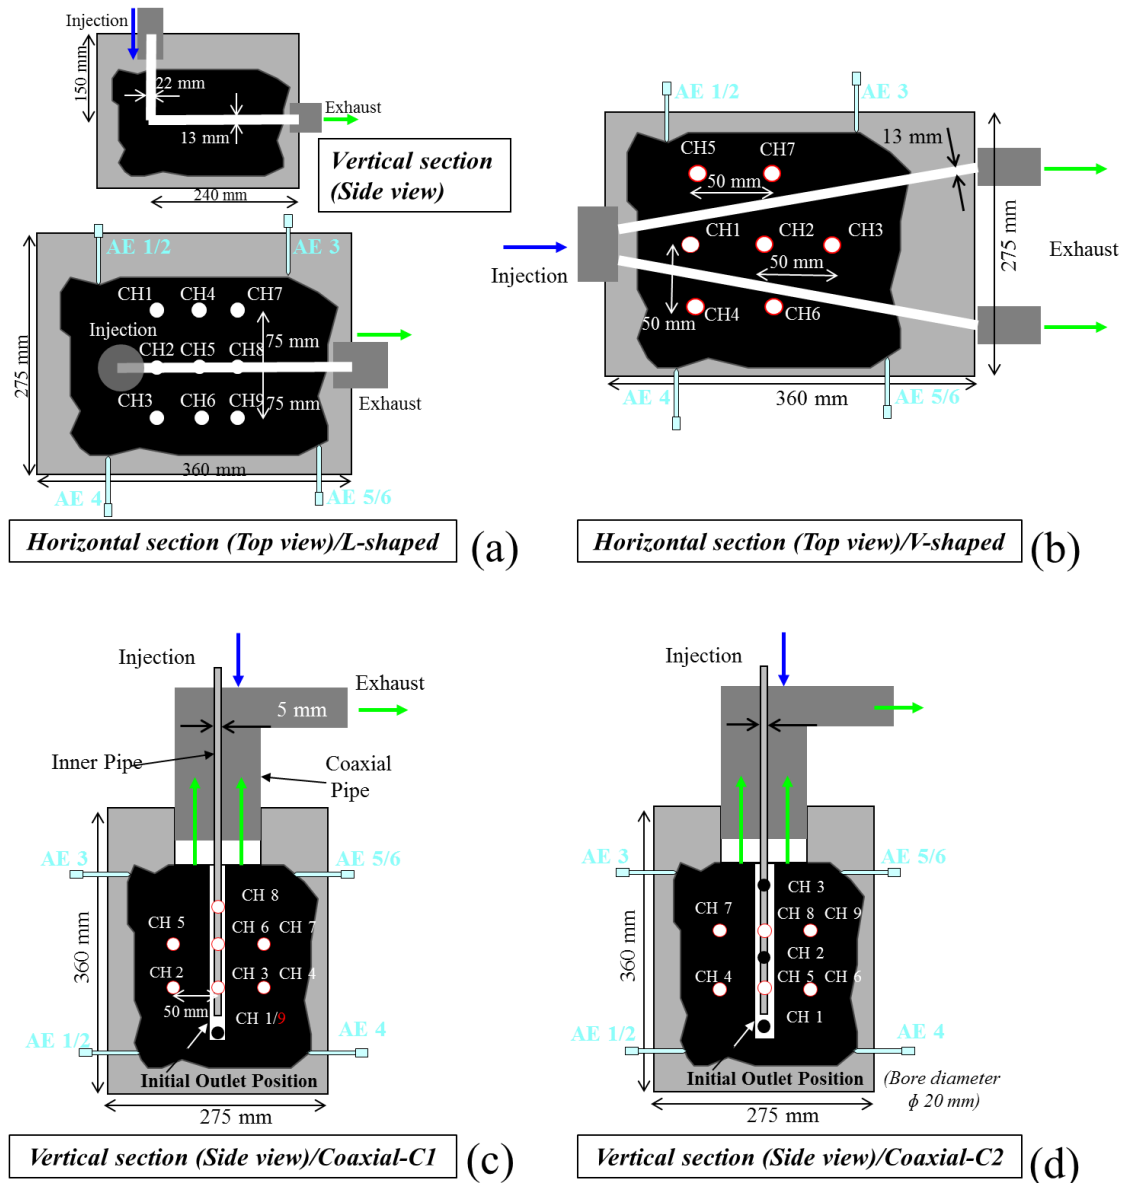 Injection
150 mm
22 mm
13 mm
Exhaust
240 mm
Vertical section
(Side view)
AE 1/2
AE 3
CH1
CH4
CH7
Injection
75 mm
CH2
CH5
CH8
CH3
CH6
CH9
75 mm
Exhaust
275 mm
360 mm
AE 4
AE 5/6
Horizontal section (Top view)/L-shaped
(a)
AE 1/2
AE 3
13 mm
CH5
CH7
50 mm
CH1
CH2
CH3
Injection
50 mm
50 mm
CH4
CH6
275 mm
Exhaust
AE 4
360 mm
AE 5/6
Horizontal section (Top view)/V-shaped
(b)
Injection
Exhaust
5 mm
Inner Pipe
Coaxial
Pipe
AE 3
AE 5/6
CH 8
CH 5
CH 6
CH 7
CH 2
CH 3
CH 4
50 mm
CH 1/9
360 mm
AE 1/2
AE 4
Initial Outlet Position
275 mm
Vertical section (Side view)/Coaxial-C1
(c)
Injection
AE 3
AE 5/6
CH 3
CH 7
CH 8
CH 9
CH 2
CH 4
CH 5
CH 6
CH 1
360 mm
AE 1/2
AE 4
Initial Outlet Position
(Bore diameter
ϕ 20 mm)
275 mm
Vertical section (Side view)/Coaxial-C2
(d)